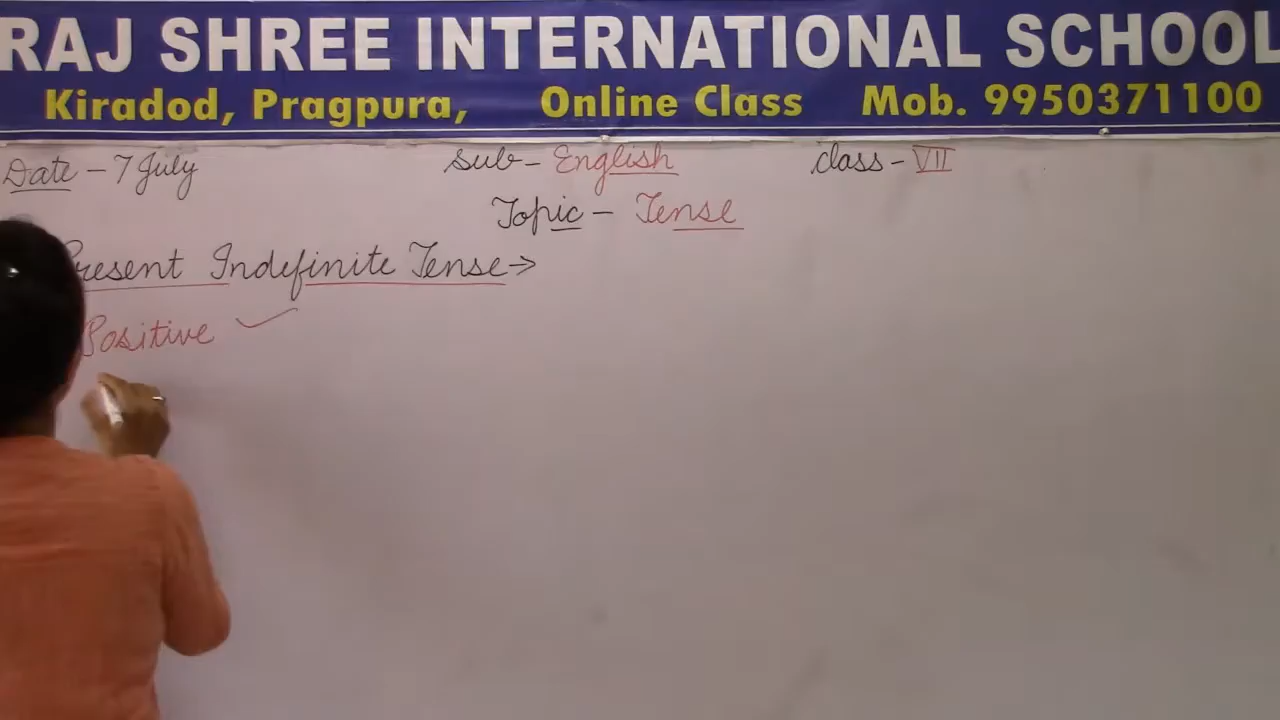 RAJ SHREE INTERNATIONAL SCHOOL
Kiradod, Pragpura, Online Class Mob. 9950371100
Date - 7 July Sub - English Class - VII
Topic - Tense
Present Indefinite Tense →
Positive ✓